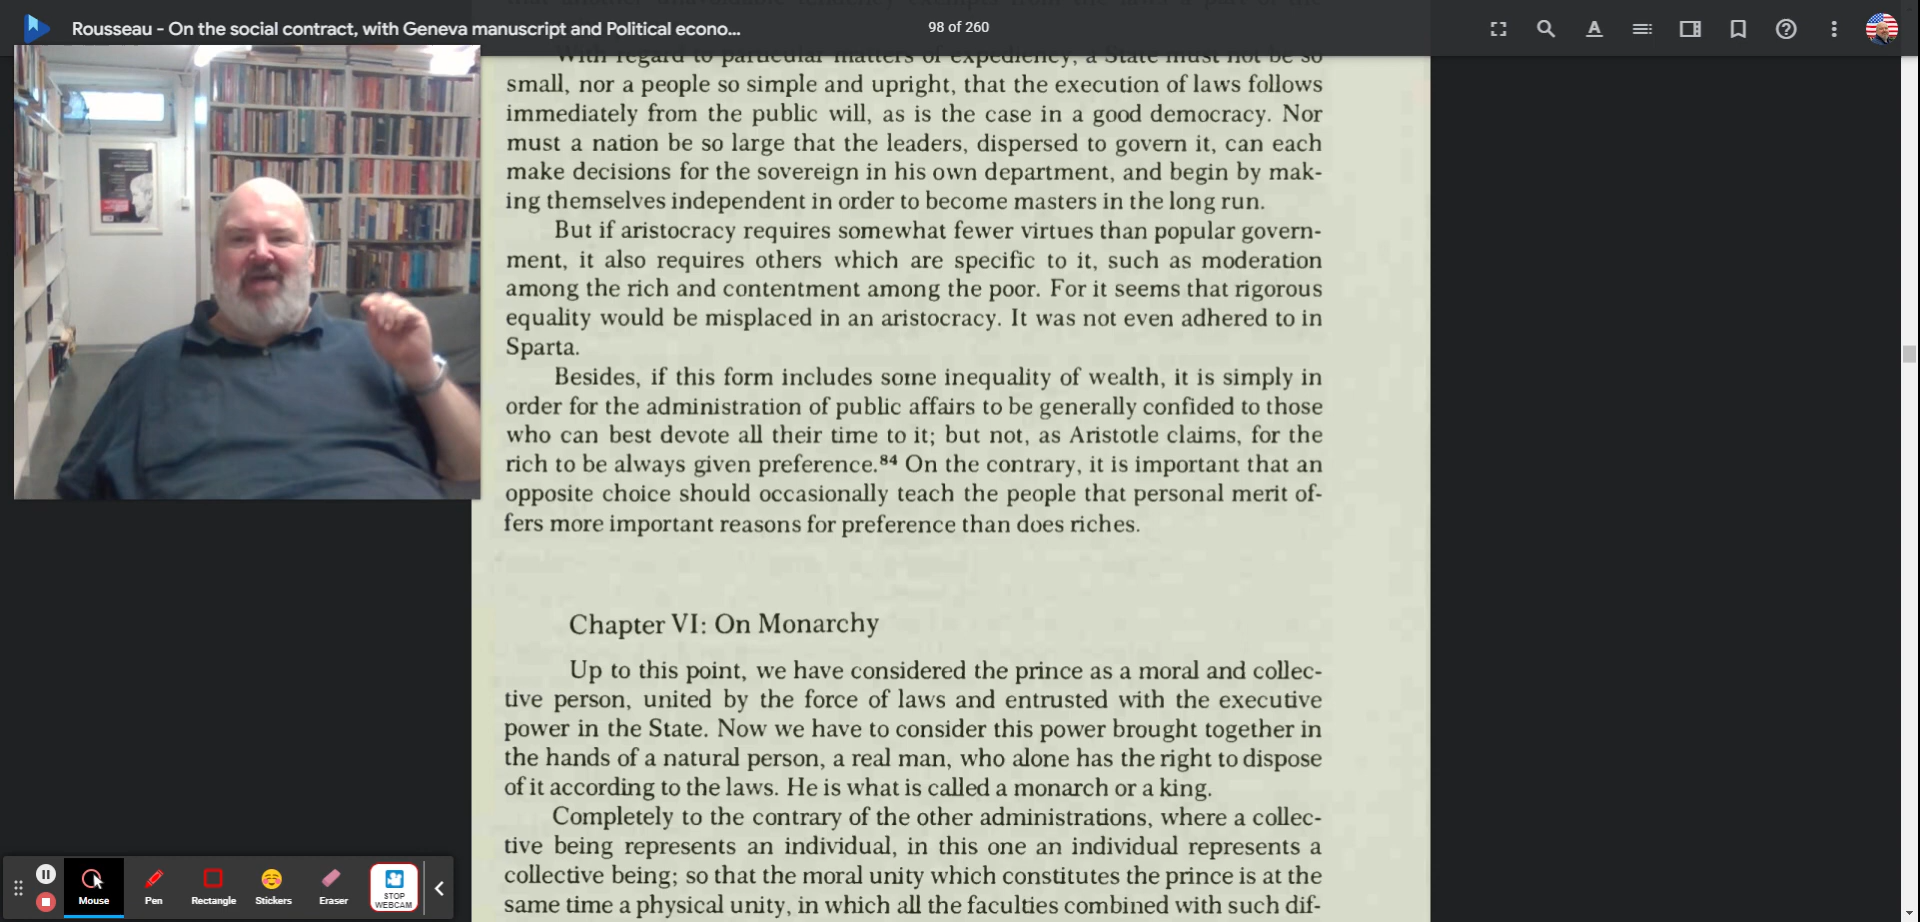 Rousseau - On the social contract, with Geneva manuscript and Political econo...
98 of 260
With regard to particular matters of expediency, a State must not be so
small, nor a people so simple and upright, that the execution of laws follows
immediately from the public will, as is the case in a good democracy. Nor
must a nation be so large that the leaders, dispersed to govern it, can each
make decisions for the sovereign in his own department, and begin by mak-
ing themselves independent in order to become masters in the long run.
But if aristocracy requires somewhat fewer virtues than popular govern-
ment, it also requires others which are specific to it, such as moderation
among the rich and contentment among the poor. For it seems that rigorous
equality would be misplaced in an aristocracy. It was not even adhered to in
Sparta.
Besides, if this form includes some inequality of wealth, it is simply in
order for the administration of public affairs to be generally confided to those
who can best devote all their time to it; but not, as Aristotle claims, for the
rich to be always given preference.⁸⁴ On the contrary, it is important that an
opposite choice should occasionally teach the people that personal merit of-
fers more important reasons for preference than does riches.
Chapter VI: On Monarchy
Up to this point, we have considered the prince as a moral and collec-
tive person, united by the force of laws and entrusted with the executive
power in the State. Now we have to consider this power brought together in
the hands of a natural person, a real man, who alone has the right to dispose
of it according to the laws. He is what is called a monarch or a king.
Completely to the contrary of the other administrations, where a collec-
tive being represents an individual, in this one an individual represents a
collective being; so that the moral unity which constitutes the prince is at the
same time a physical unity, in which all the faculties combined with such dif-
Mouse
Pen
Rectangle
Stickers
Eraser
STOP
WEBCAM